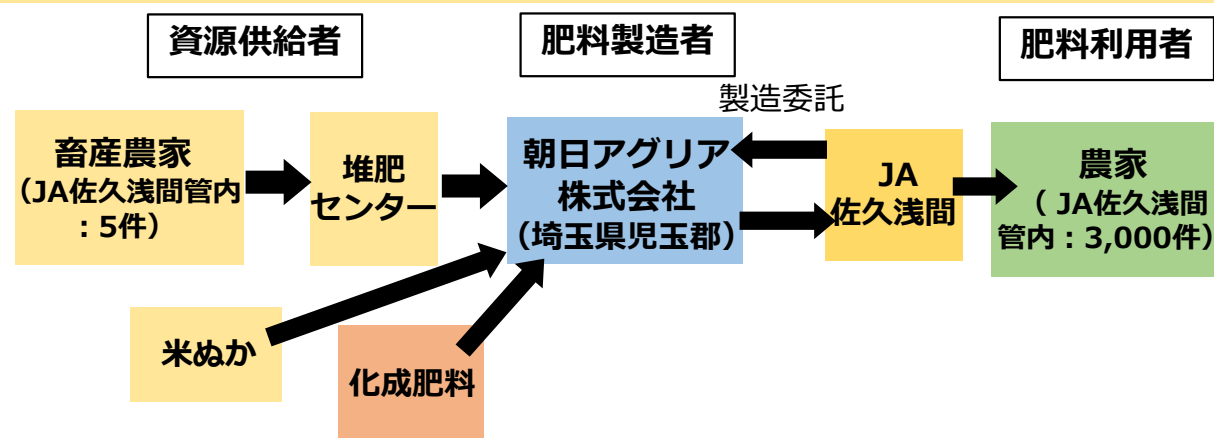 資源供給者
肥料製造者
肥料利用者
製造委託
畜産農家
(JA佐久浅間管内
:5件)
堆肥
センター
朝日アグリア
株式会社
(埼玉県児玉郡)
JA
佐久浅間
農家
( JA佐久浅間
管内:3,000件)
米ぬか
化成肥料